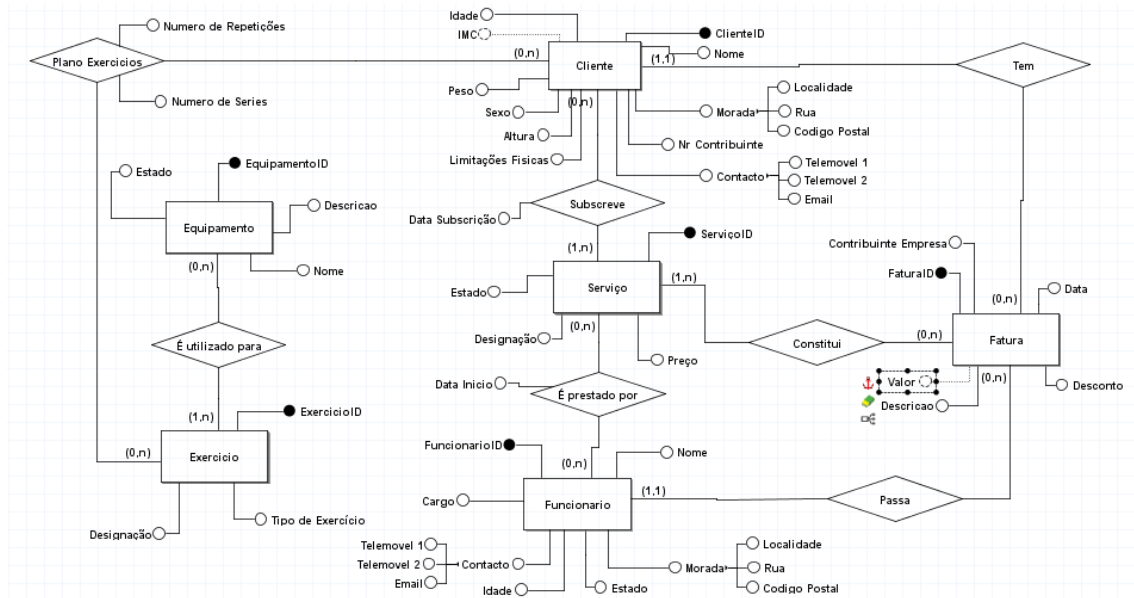 Idade
IMC
Numero de Repetições
ClienteID
(0,n)
(1,1)
Nome
Plano Exercicios
Cliente
Tem
Peso
Localidade
Numero de Series
Sexo
(0,n)
Morada
Rua
Altura
Codigo Postal
Nr Contribuinte
Limitações Fisicas
Telemovel 1
EquipamentoID
Estado
Contacto
Telemovel 2
Email
Descricao
Data Subscrição
Subscreve
Equipamento
ServiçoID
(1,n)
Contribuinte Empresa
(0,n)
Nome
FaturaID
Estado
Serviço
(1,n)
Data
(0,n)
(0,n)
Designação
(0,n)
É utilizado para
Constitui
Fatura
Preço
Data Inicio
Valor
(0,n)
Desconto
É prestado por
Descricao
(1,n)
ExercicioID
FuncionarioID
Nome
(0,n)
Exercicio
(0,n)
(1,1)
Cargo
Funcionario
Passa
Tipo de Exercício
Designação
Telemovel 1
Localidade
Telemovel 2
Contacto
Morada
Rua
Email
Idade
Estado
Codigo Postal